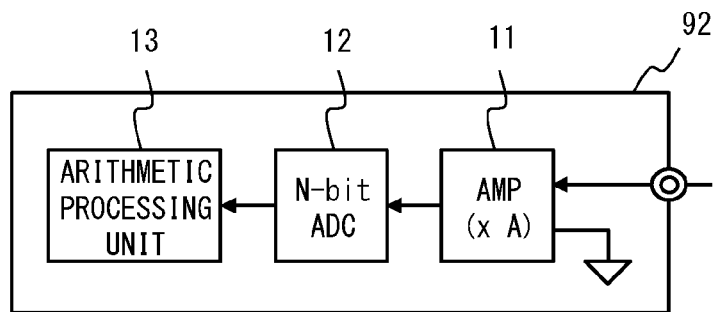 92
13
12
11
ARITHMETIC
PROCESSING
UNIT
N-bit
ADC
AMP
(x A)